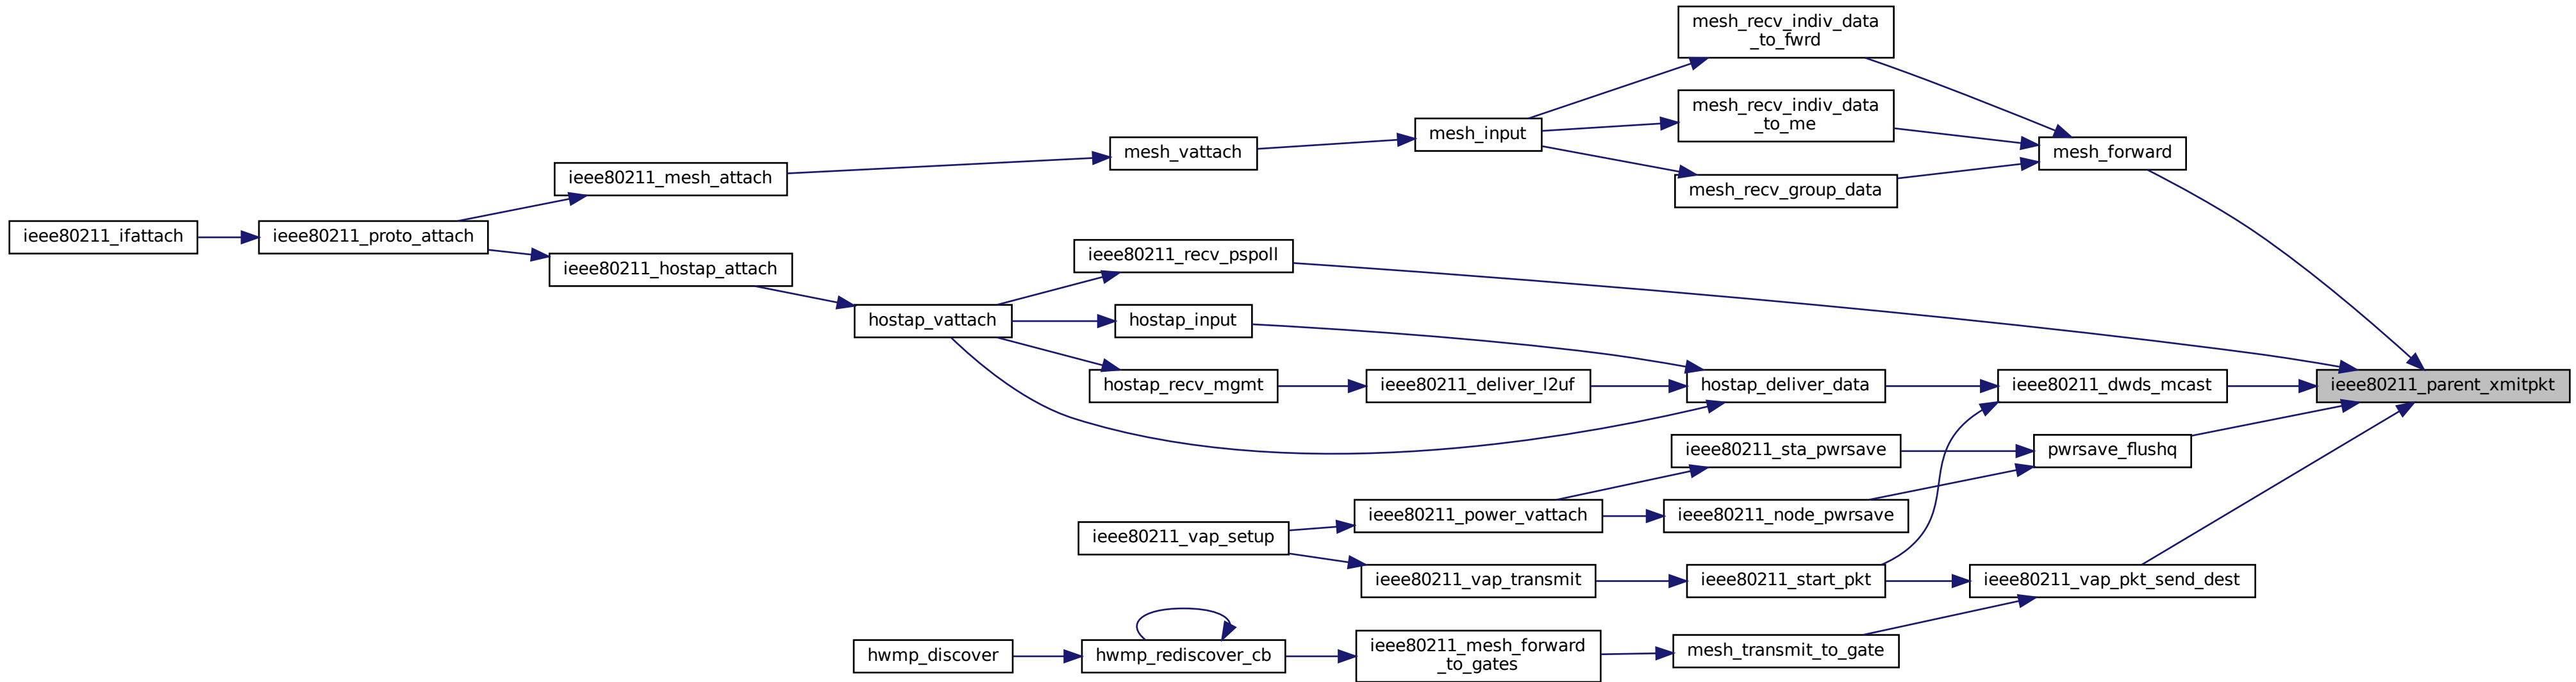 mesh_recv_indiv_data
_to_fwrd
mesh_recv_indiv_data
_to_me
mesh_input
mesh_forward
mesh_vattach
ieee80211_mesh_attach
mesh_recv_group_data
ieee80211_ifattach
ieee80211_proto_attach
ieee80211_recv_pspoll
ieee80211_hostap_attach
hostap_vattach
hostap_input
hostap_recv_mgmt
ieee80211_deliver_l2uf
hostap_deliver_data
ieee80211_dwds_mcast
ieee80211_parent_xmitpkt
ieee80211_sta_pwrsave
pwrsave_flushq
ieee80211_power_vattach
ieee80211_node_pwrsave
ieee80211_vap_setup
ieee80211_vap_transmit
ieee80211_start_pkt
ieee80211_vap_pkt_send_dest
hwmp_discover
hwmp_rediscover_cb
ieee80211_mesh_forward
_to_gates
mesh_transmit_to_gate